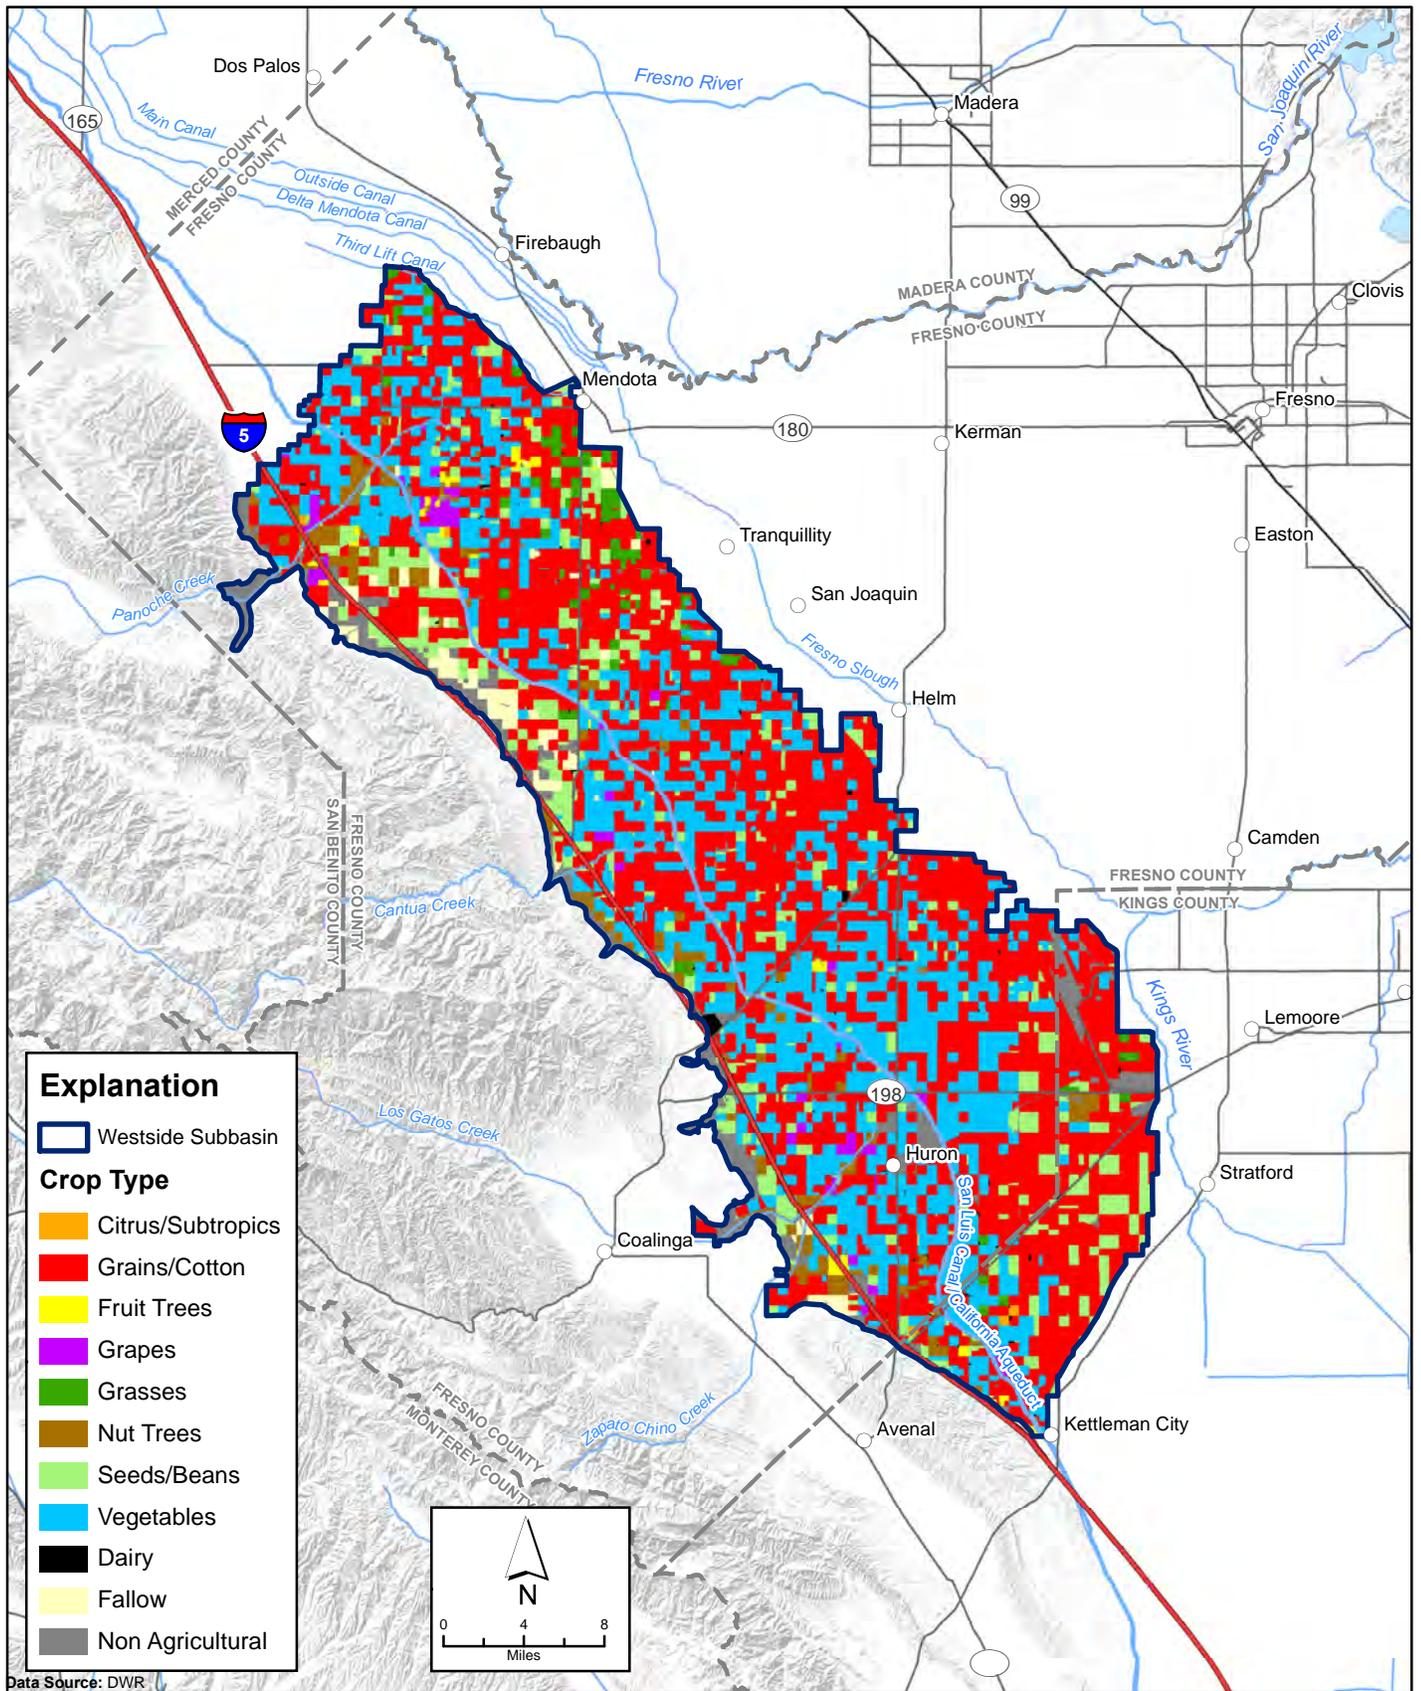 Dos Palos
Fresno River
Madera
San Joaquin River
165
Main Canal
MERCED COUNTY
FRESNO COUNTY
Outside Canal
Delta Mendota Canal
99
Third Lift Canal
Firebaugh
MADERA COUNTY
FRESNO COUNTY
Clovis
Mendota
Fresno
5
180
Kerman
Tranquillity
Easton
Panoche Creek
San Joaquin
Fresno Slough
Helm
SAN BENITO COUNTY
FRESNO COUNTY
Camden
Cantua Creek
FRESNO COUNTY
KINGS COUNTY
Kings River
Lemoore
Los Gatos Creek
198
Huron
Stratford
San Luis Canal / California Aqueduct
Coalinga
Zapato Chino Creek
FRESNO COUNTY
MONTEREY COUNTY
Avenal
Kettleman City
Explanation
Westside Subbasin
Crop Type
Citrus/Subtropics
Grains/Cotton
Fruit Trees
Grapes
Grasses
Nut Trees
Seeds/Beans
Vegetables
Dairy
Fallow
Non Agricultural
N
0 4 8
Miles
Data Source: DWR